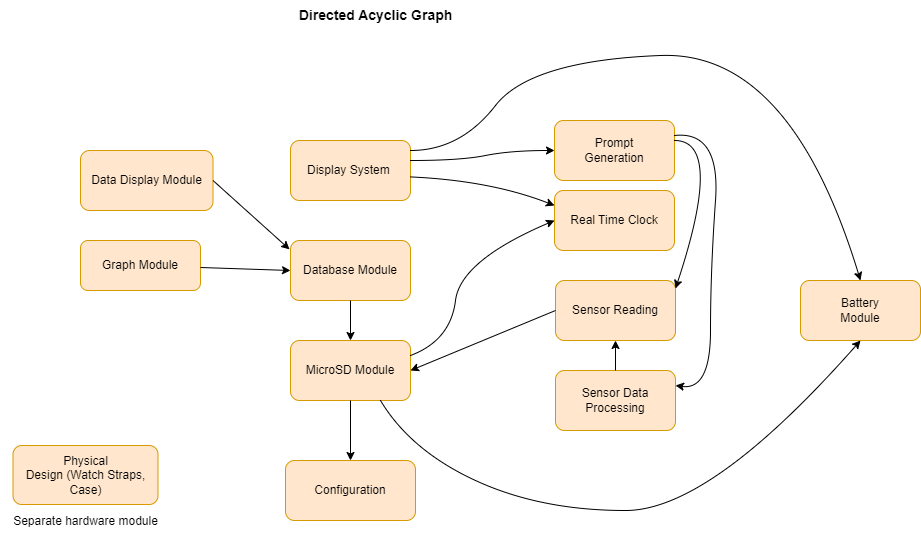 Directed Acyclic Graph
Data Display Module
Display System
Prompt
Generation
Real Time Clock
Graph Module
Database Module
Sensor Reading
Battery
Module
MicroSD Module
Sensor Data
Processing
Physical
Design (Watch Straps,
Case)
Configuration
Separate hardware module